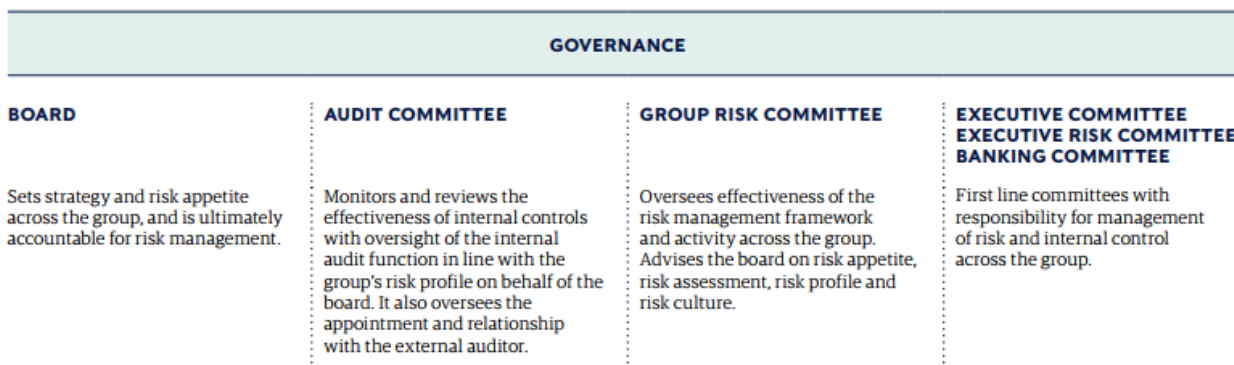 GOVERNANCE
BOARD
Sets strategy and risk appetite
across the group, and is ultimately
accountable for risk management.
AUDIT COMMITTEE
Monitors and reviews the
effectiveness of internal controls
with oversight of the internal
audit function in line with the
group's risk profile on behalf of the
board. It also oversees the
appointment and relationship
with the external auditor.
GROUP RISK COMMITTEE
Oversees effectiveness of the
risk management framework
and activity across the group.
Advises the board on risk appetite,
risk assessment, risk profile and
risk culture.
EXECUTIVE COMMITTEE
EXECUTIVE RISK COMMITTEE
BANKING COMMITTEE
First line committees with
responsibility for management
of risk and internal control
across the group.